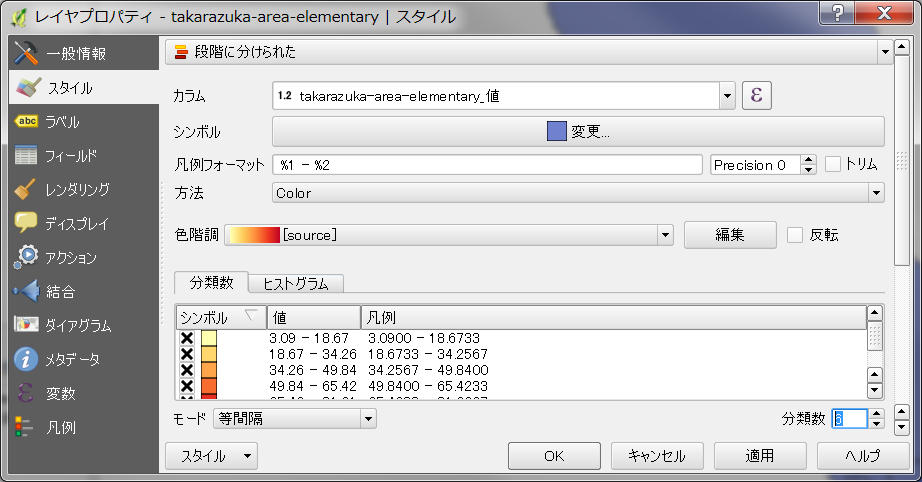 レイヤプロパティ - takarazuka-area-elementary | スタイル
一般情報
スタイル
ラベル
フィールド
レンダリング
ディスプレイ
アクション
結合
ダイアグラム
メタデータ
変数
凡例
段階に分けられた
カラム 1.2 takarazuka-area-elementary_値 ε
シンボル 変更...
凡例フォーマット %1 - %2 Precision 0 トリム
方法 Color
色階調 [source] 編集 反転
分類数 ヒストグラム
シンボル 値 凡例
3.09 - 18.67 3.0900 - 18.6733
18.67 - 34.26 18.6733 - 34.2567
34.26 - 49.84 34.2567 - 49.8400
49.84 - 65.42 49.8400 - 65.4233
モード 等間隔 分類数
スタイル OK キャンセル 適用 ヘルプ